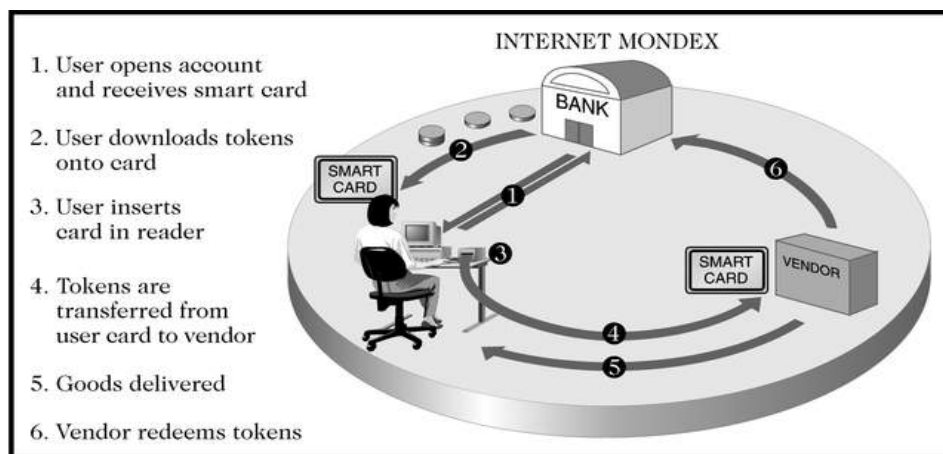 INTERNET MONDEX
1. User opens account
and receives smart card
2. User downloads tokens
onto card
3. User inserts
card in reader
4. Tokens are
transferred from
user card to vendor
5. Goods delivered
6. Vendor redeems tokens
BANK
2
1
6
SMART
CARD
3
SMART
CARD
VENDOR
4
5